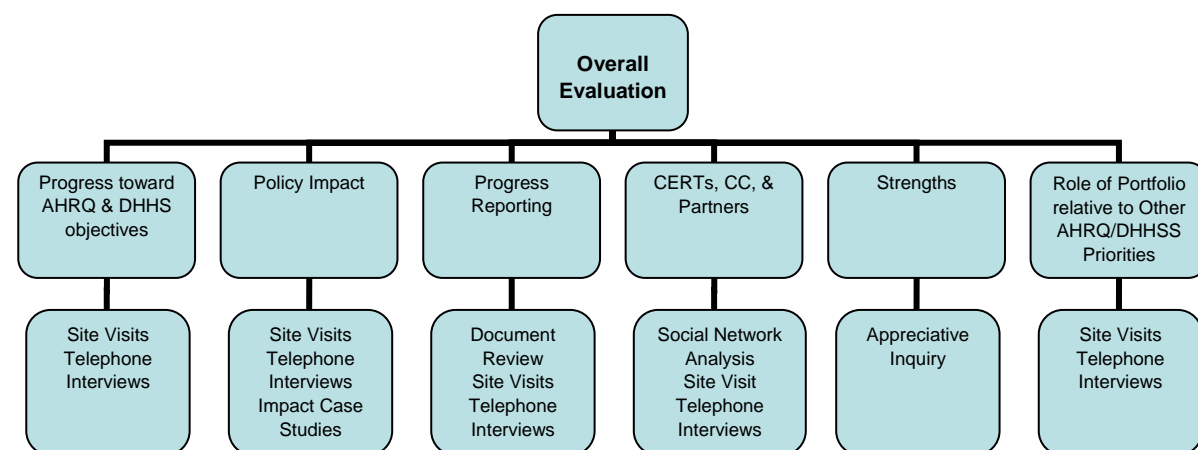 Overall
Evaluation
Progress toward
AHRQ & DHHS
objectives
Policy Impact
Progress
Reporting
CERTs, CC, &
Partners
Strengths
Role of Portfolio
relative to Other
AHRQ/DHHSS
Priorities
Site Visits
Telephone
Interviews
Site Visits
Telephone
Interviews
Impact Case
Studies
Document
Review
Site Visits
Telephone
Interviews
Social Network
Analysis
Site Visit
Telephone
Interviews
Appreciative
Inquiry
Site Visits
Telephone
Interviews